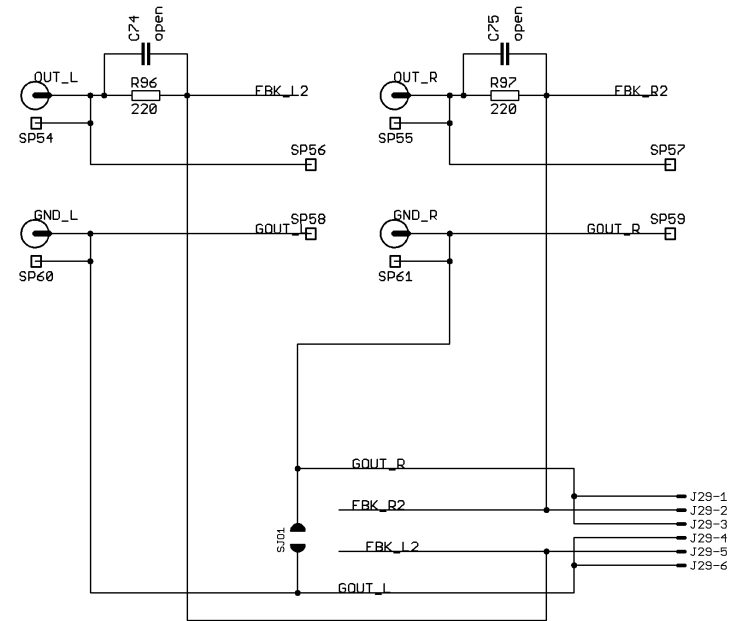 C74
open
C75
open
OUT_L
R96
220
FBK_L2
OUT_R
R97
220
FBK_R2
SP54
SP56
SP55
SP57
GND_L
GOUT_L
SP58
GND_R
GOUT_R
SP59
SP60
SP61
GOUT_R
FBK_R2
SJ01
FBK_L2
GOUT_L
J29-1
J29-2
J29-3
J29-4
J29-5
J29-6